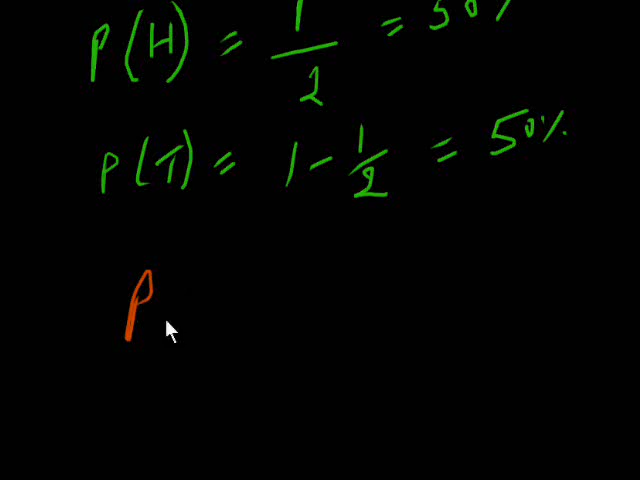 P(H) = 1/2 = 50%
P(T) = 1 - 1/2 = 50%
P